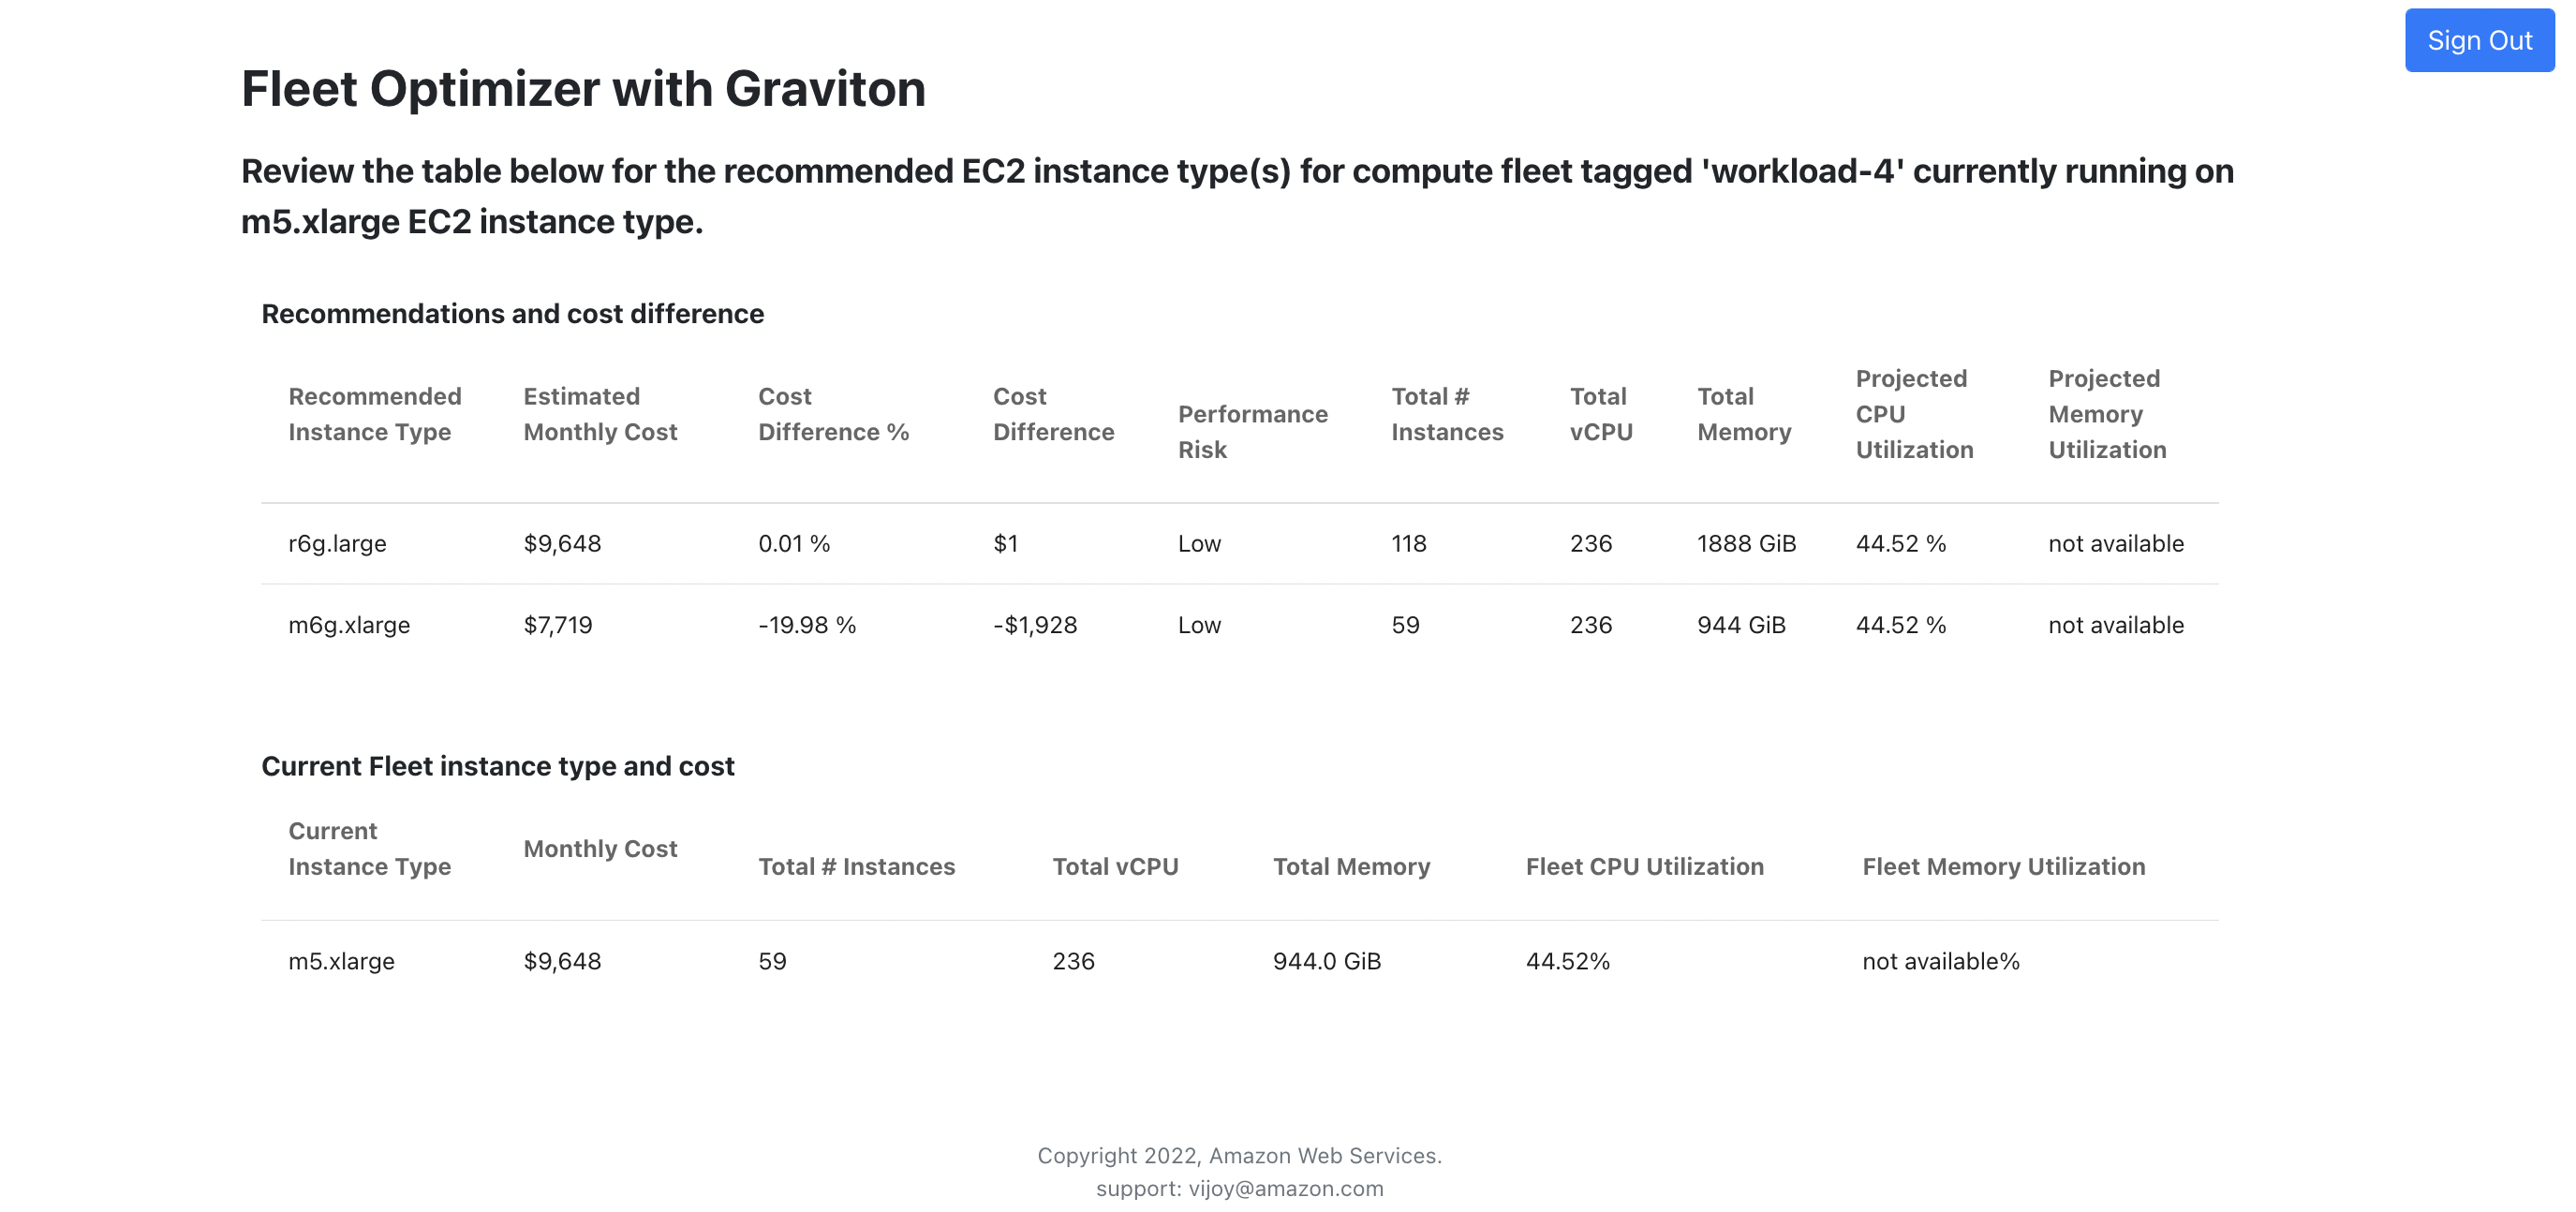 Sign Out
Fleet Optimizer with Graviton
Review the table below for the recommended EC2 instance type(s) for compute fleet tagged 'workload-4' currently running on
m5.xlarge EC2 instance type.
Recommendations and cost difference
Recommended Instance Type Estimated Monthly Cost Cost Difference % Cost Difference Performance Risk Total # Instances Total vCPU Total Memory Projected CPU Utilization Projected Memory Utilization
r6g.large $9,648 0.01 % $1 Low 118 236 1888 GiB 44.52 % not available
m6g.xlarge $7,719 -19.98 % -$1,928 Low 59 236 944 GiB 44.52 % not available
Current Fleet instance type and cost
Current Instance Type Monthly Cost Total # Instances Total vCPU Total Memory Fleet CPU Utilization Fleet Memory Utilization
m5.xlarge $9,648 59 236 944.0 GiB 44.52% not available%
Copyright 2022, Amazon Web Services.
support: vijoy@amazon.com